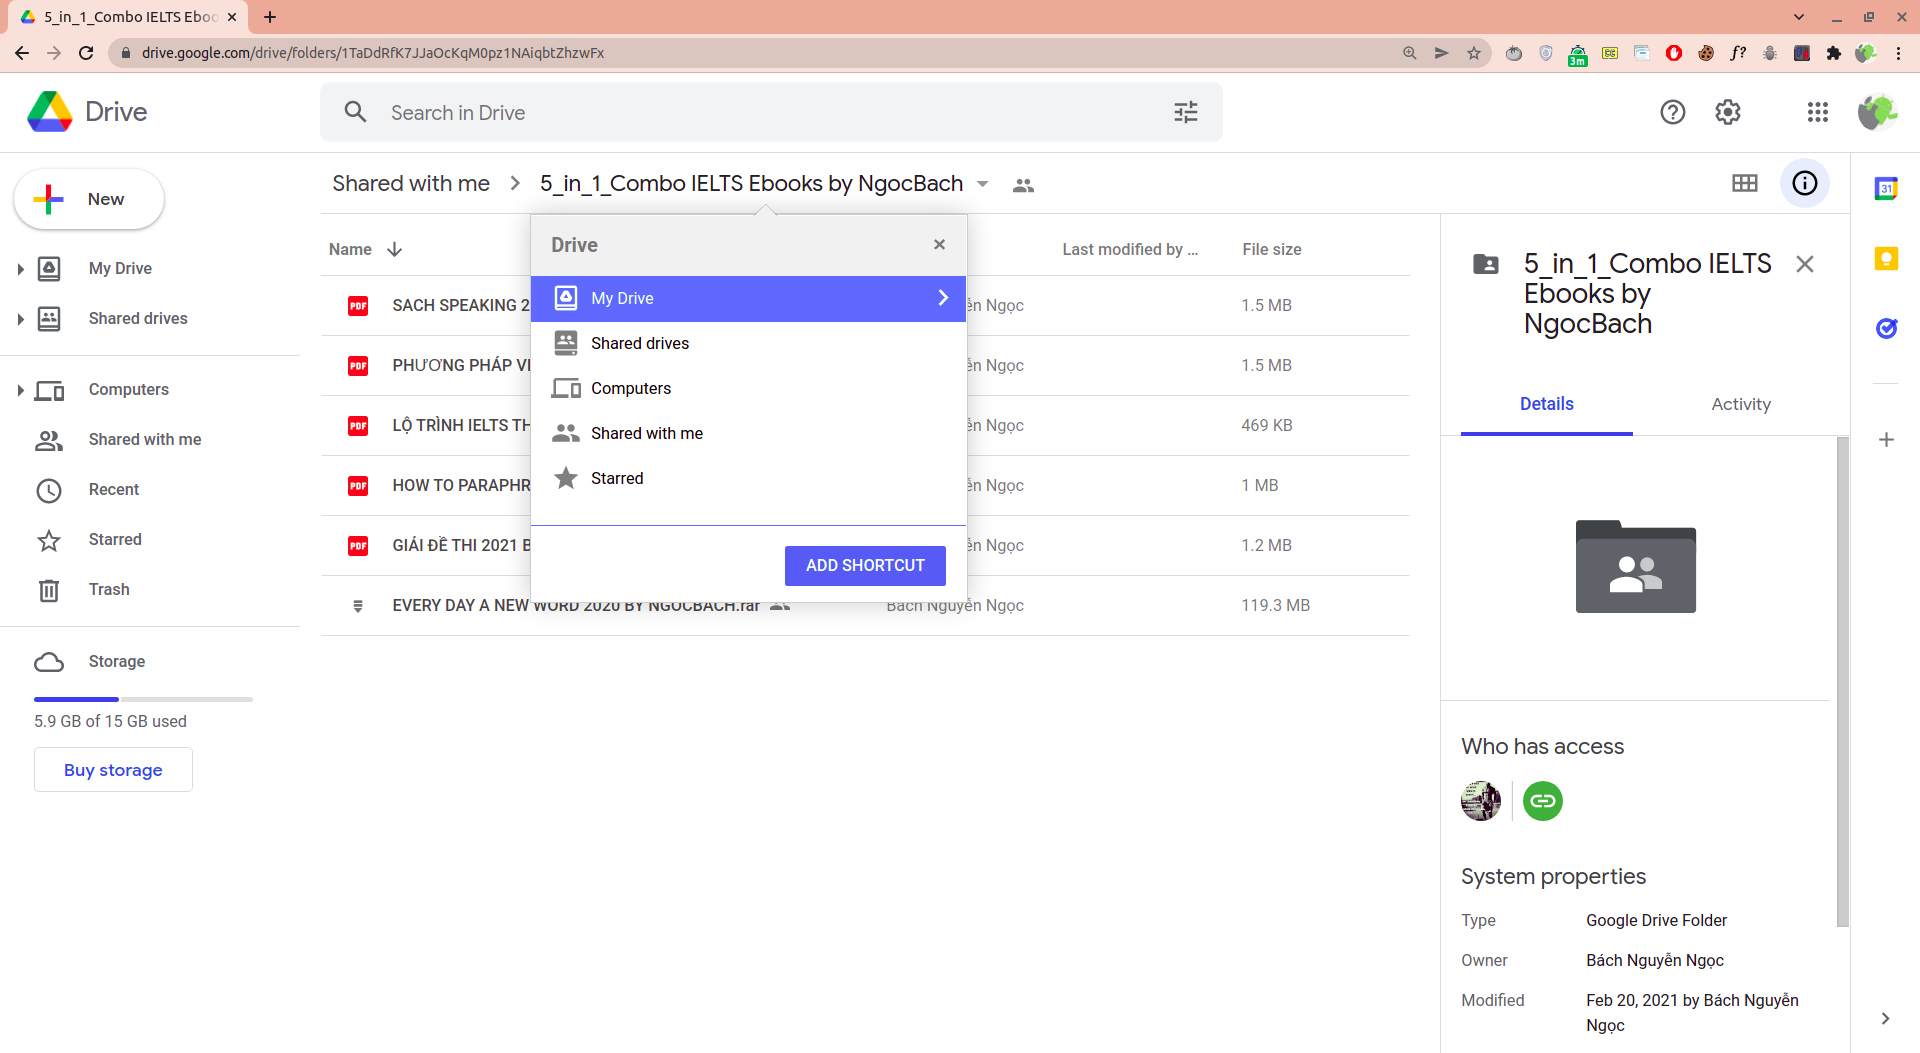 5_in_1_Combo IELTS Eboo
drive.google.com/drive/folders/1TaDdRfK7JJaOcKqM0pz1NAiqbtZhzwFx
3m
f?
Drive
Search in Drive
New
Shared with me
5_in_1_Combo IELTS Ebooks by NgocBach
31
My Drive
Shared drives
Computers
Shared with me
Recent
Starred
Trash
Storage
5.9 GB of 15 GB used
Buy storage
Name
Last modified by ...
File size
PDF SACH SPEAKING 2
ễn Ngọc
1.5 MB
PDF PHƯƠNG PHÁP VI
ễn Ngọc
1.5 MB
PDF LỘ TRÌNH IELTS TH
ễn Ngọc
469 KB
PDF HOW TO PARAPHR
ễn Ngọc
1 MB
PDF GIẢI ĐỀ THI 2021 B
ễn Ngọc
1.2 MB
EVERY DAY A NEW WORD 2020 BY NGOCBACH.rar
Bách Nguyễn Ngọc
119.3 MB
Drive
My Drive
Shared drives
Computers
Shared with me
Starred
ADD SHORTCUT
5_in_1_Combo IELTS
Ebooks by
NgocBach
Details
Activity
Who has access
System properties
Type
Google Drive Folder
Owner
Bách Nguyễn Ngọc
Modified
Feb 20, 2021 by Bách Nguyễn
Ngọc